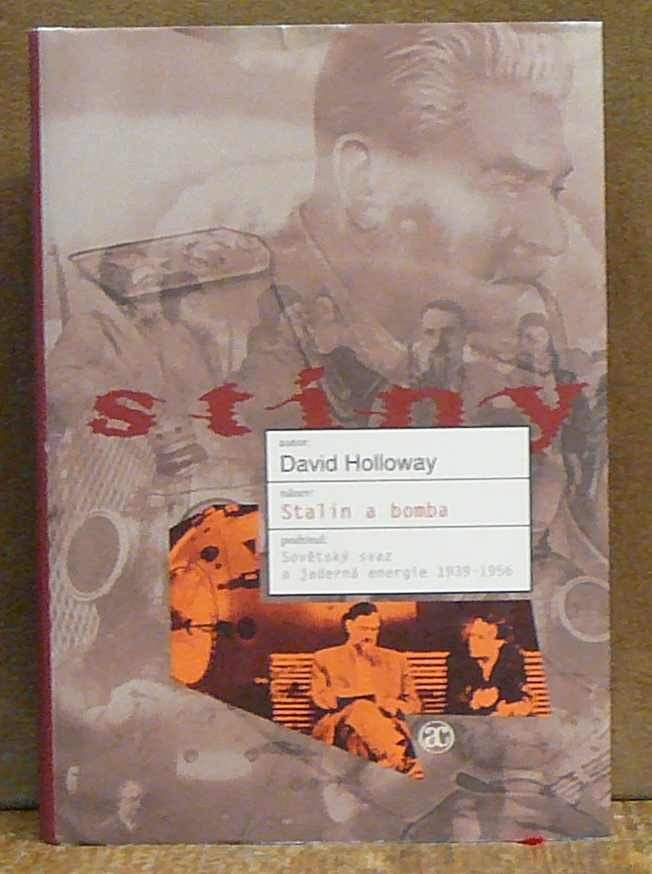 stíny
autor:
David Holloway
název:
Stalin a bomba
podtitul:
Sovětský svaz
a jaderná energie 1939-1956